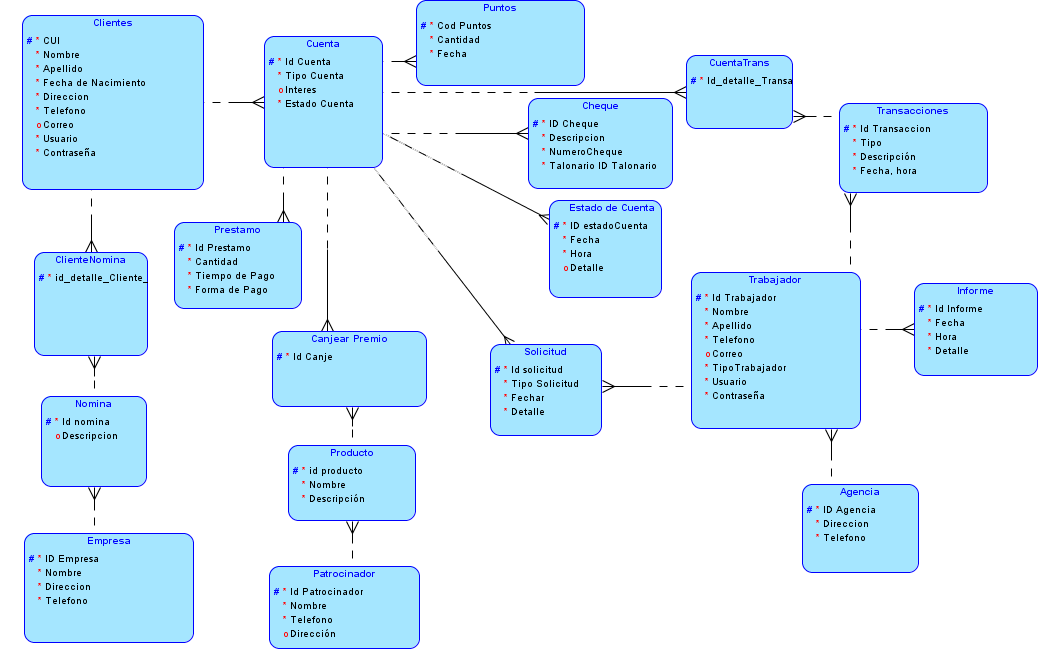 Clientes
# * CUI
* Nombre
* Apellido
* Fecha de Nacimiento
* Direccion
* Telefono
o Correo
* Usuario
* Contraseña
Cuenta
# * Id Cuenta
* Tipo Cuenta
o Interes
* Estado Cuenta
Puntos
# * Cod Puntos
* Cantidad
* Fecha
CuentaTrans
# * Id_detalle_Transa
Cheque
# * ID Cheque
* Descripcion
* NumeroCheque
* Talonario ID Talonario
Transacciones
# * Id Transaccion
* Tipo
* Descripción
* Fecha, hora
Estado de Cuenta
# * ID estadoCuenta
* Fecha
* Hora
o Detalle
Prestamo
# * Id Prestamo
* Cantidad
* Tiempo de Pago
* Forma de Pago
ClienteNomina
# * id_detalle_Cliente_
Trabajador
# * Id Trabajador
* Nombre
* Apellido
* Telefono
o Correo
* TipoTrabajador
* Usuario
* Contraseña
Informe
# * Id Informe
* Fecha
* Hora
* Detalle
Canjear Premio
# * Id Canje
Solicitud
# * Id solicitud
* Tipo Solicitud
* Fechar
* Detalle
Nomina
# * Id nomina
o Descripcion
Producto
# * id producto
* Nombre
* Descripción
Agencia
# * ID Agencia
* Direccion
* Telefono
Empresa
# * ID Empresa
* Nombre
* Direccion
* Telefono
Patrocinador
# * Id Patrocinador
* Nombre
* Telefono
o Dirección